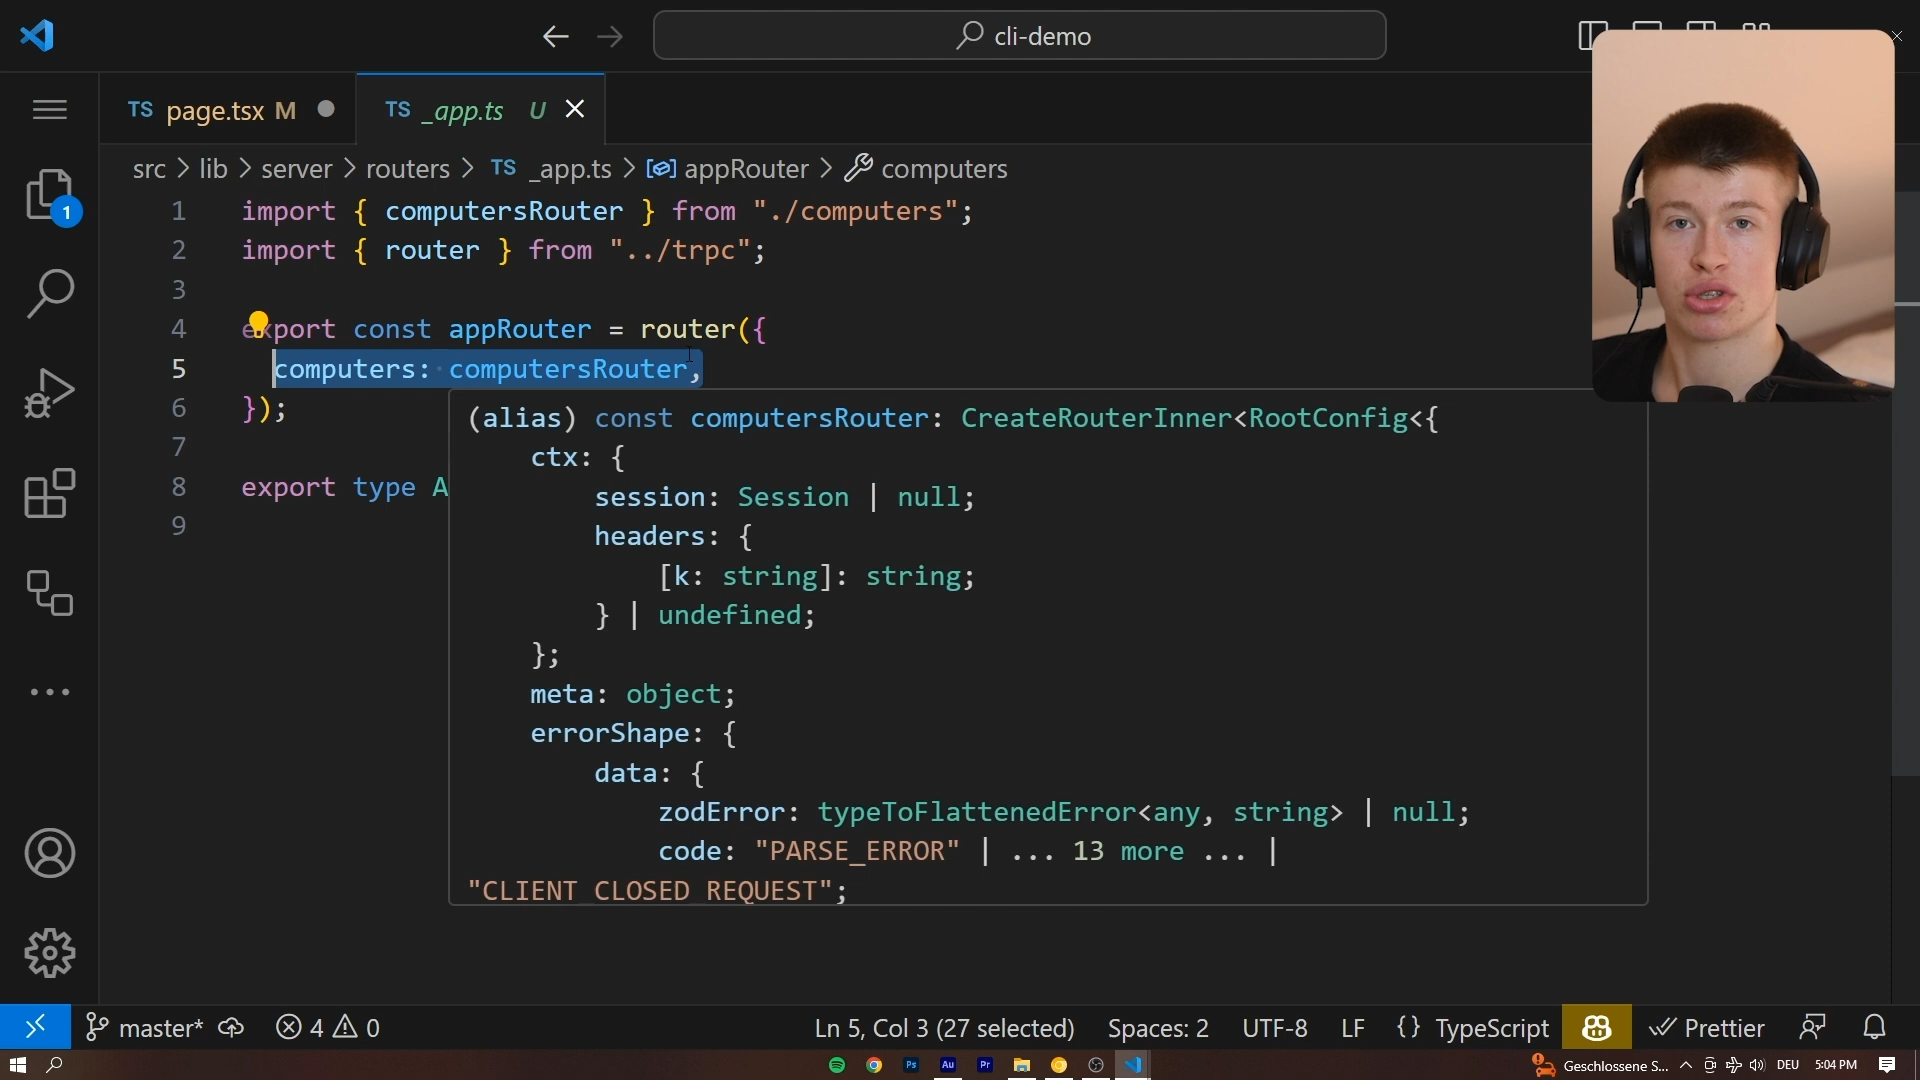 cli-demo
TS page.tsx M
TS _app.ts U
src > lib > server > routers > TS _app.ts > appRouter > computers
1 import { computersRouter } from "./computers";
2 import { router } from "../trpc";
3
4 export const appRouter = router({
5 computers: computersRouter,
6 });
7
8 export type A
9
(alias) const computersRouter: CreateRouterInner<RootConfig<{
ctx: {
session: Session | null;
headers: {
[k: string]: string;
} | undefined;
};
meta: object;
errorShape: {
data: {
zodError: typeToFlattenedError<any, string> | null;
code: "PARSE_ERROR" | ... 13 more ... |
"CLIENT_CLOSED_REQUEST";
1
master* 4 0 Ln 5, Col 3 (27 selected) Spaces: 2 UTF-8 LF {} TypeScript Prettier
Ps Au Pr Geschlossene S... DEU 5:04 PM